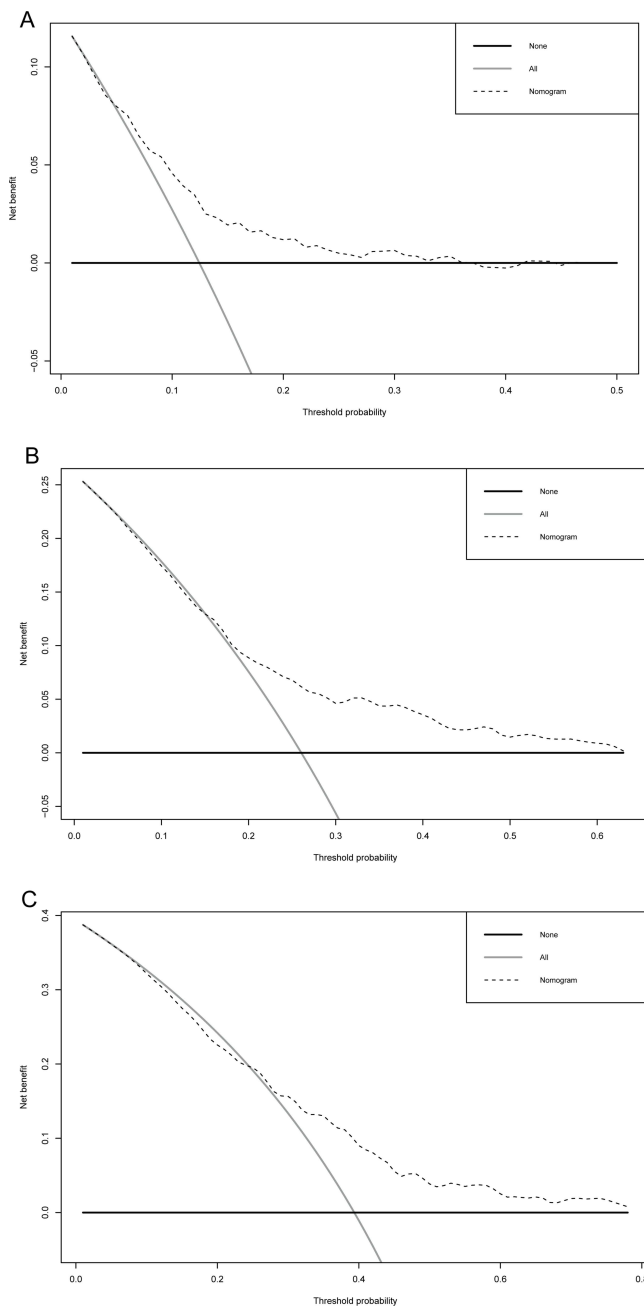 A
None
All
Nomogram
0.10
0.05
0.00
−0.05
Net benefit
0.0 0.1 0.2 0.3 0.4 0.5
Threshold probability
B
None
All
Nomogram
0.25
0.20
0.15
0.10
0.05
0.00
−0.05
Net benefit
0.0 0.1 0.2 0.3 0.4 0.5 0.6
Threshold probability
C
None
All
Nomogram
0.4
0.3
0.2
0.1
0.0
Net benefit
0.0 0.2 0.4 0.6
Threshold probability